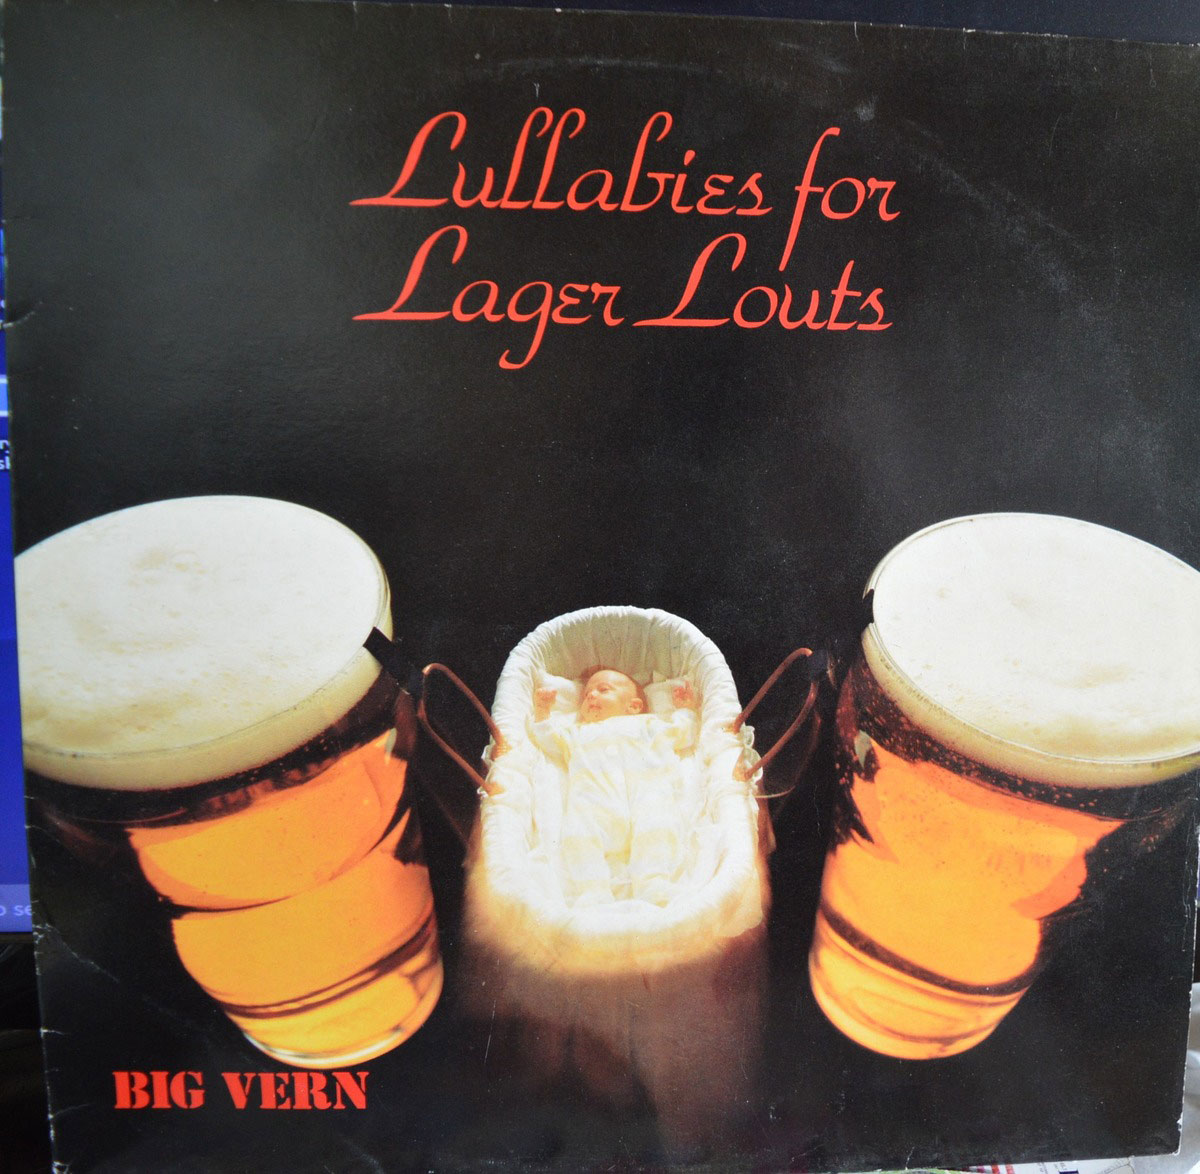 Lullabies for
Lager Louts
BIG VERN